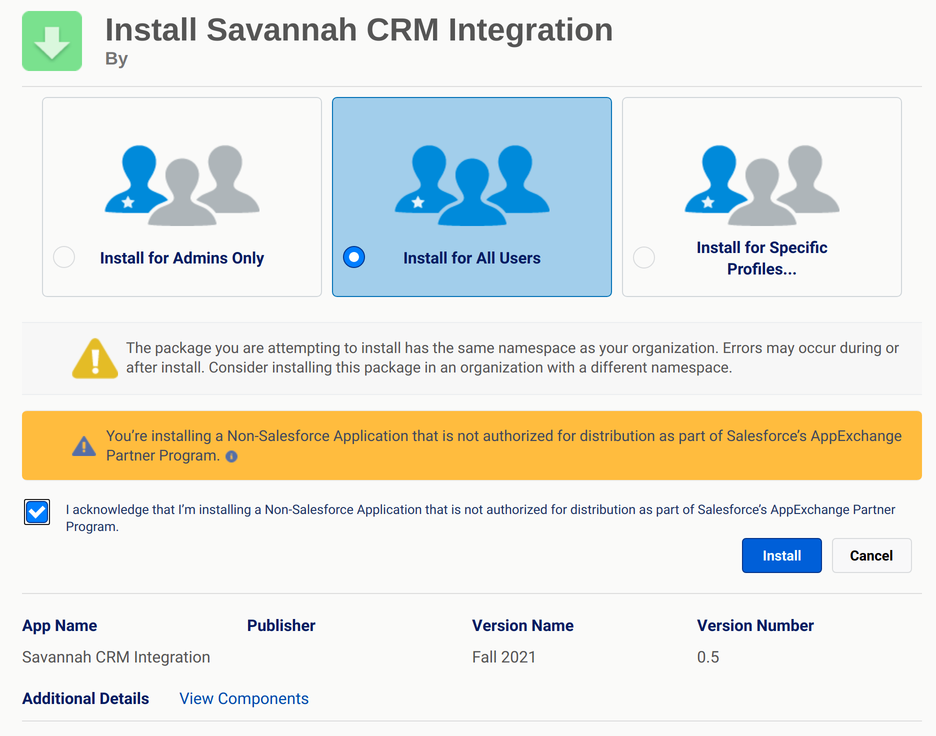 Install Savannah CRM Integration
By
Install for Admins Only
Install for All Users
Install for Specific
Profiles...
The package you are attempting to install has the same namespace as your organization. Errors may occur during or
after install. Consider installing this package in an organization with a different namespace.
You’re installing a Non-Salesforce Application that is not authorized for distribution as part of Salesforce’s AppExchange
Partner Program.
I acknowledge that I’m installing a Non-Salesforce Application that is not authorized for distribution as part of Salesforce’s AppExchange Partner
Program.
Install Cancel
App Name Publisher Version Name Version Number
Savannah CRM Integration Fall 2021 0.5
Additional Details View Components